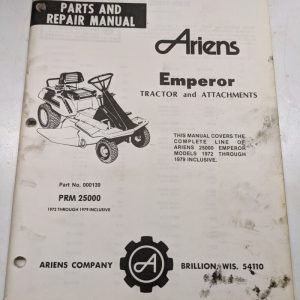 PARTS AND
REPAIR MANUAL
Ariens
Emperor
TRACTOR and ATTACHMENTS
THIS MANUAL COVERS THE
COMPLETE LINE OF
ARIENS 25000 EMPEROR
MODELS 1972 THROUGH
1979 INCLUSIVE.
Part No. 000139
PRM 25000
1972 THROUGH 1979 INCLUSIVE
ARIENS COMPANY
A
BRILLION, WIS. 54110